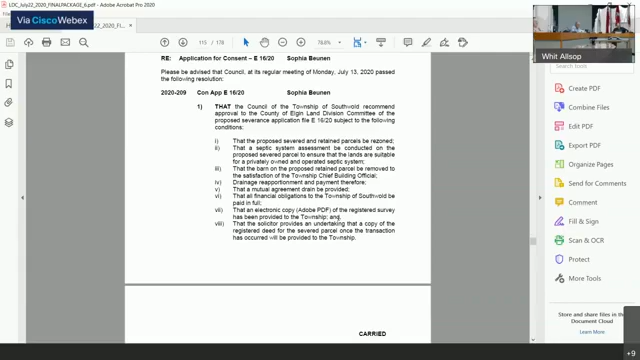 LOC_July22_2020_FINALPACKAGE_6.pdf - Adobe Acrobat Pro 2020
Via Cisco Webex
22_2020_FINAL...
115 / 178
78.8%
Whit Allsop
RE: Application for Consent – E 16/20 Sophia Beunen
Please be advised that Council, at its regular meeting of Monday, July 13, 2020 passed
the following resolution:
2020-209 Con App E 16/20 Sophia Beunen
1) THAT the Council of the Township of Southwold recommend
approval to the County of Elgin Land Division Committee of the
proposed severance application file E 16/20 subject to the following
conditions:
i) That the proposed severed and retained parcels be rezoned;
ii) That a septic system assessment be conducted on the
proposed severed parcel to ensure that the lands are suitable
for a privately owned and operated septic system;
iii) That the barn on the proposed retained parcel be removed to
the satisfaction of the Township Chief Building Official;
iv) Drainage reapportionment and payment therefore;
v) That a mutual agreement drain be provided;
vi) That all financial obligations to the Township of Southwold be
paid in full;
vii) That an electronic copy (Adobe PDF) of the registered survey
has been provided to the Township; and,
viii) That the solicitor provides an undertaking that a copy of the
registered deed for the severed parcel once the transaction
has occurred will be provided to the Township.
CARRIED
Create PDF
Combine Files
Edit PDF
Export PDF
Organize Pages
Send for Comments
Comment
Fill & Sign
Scan & OCR
Protect
More Tools
Store and share files in the
Document Cloud
Learn More
+9